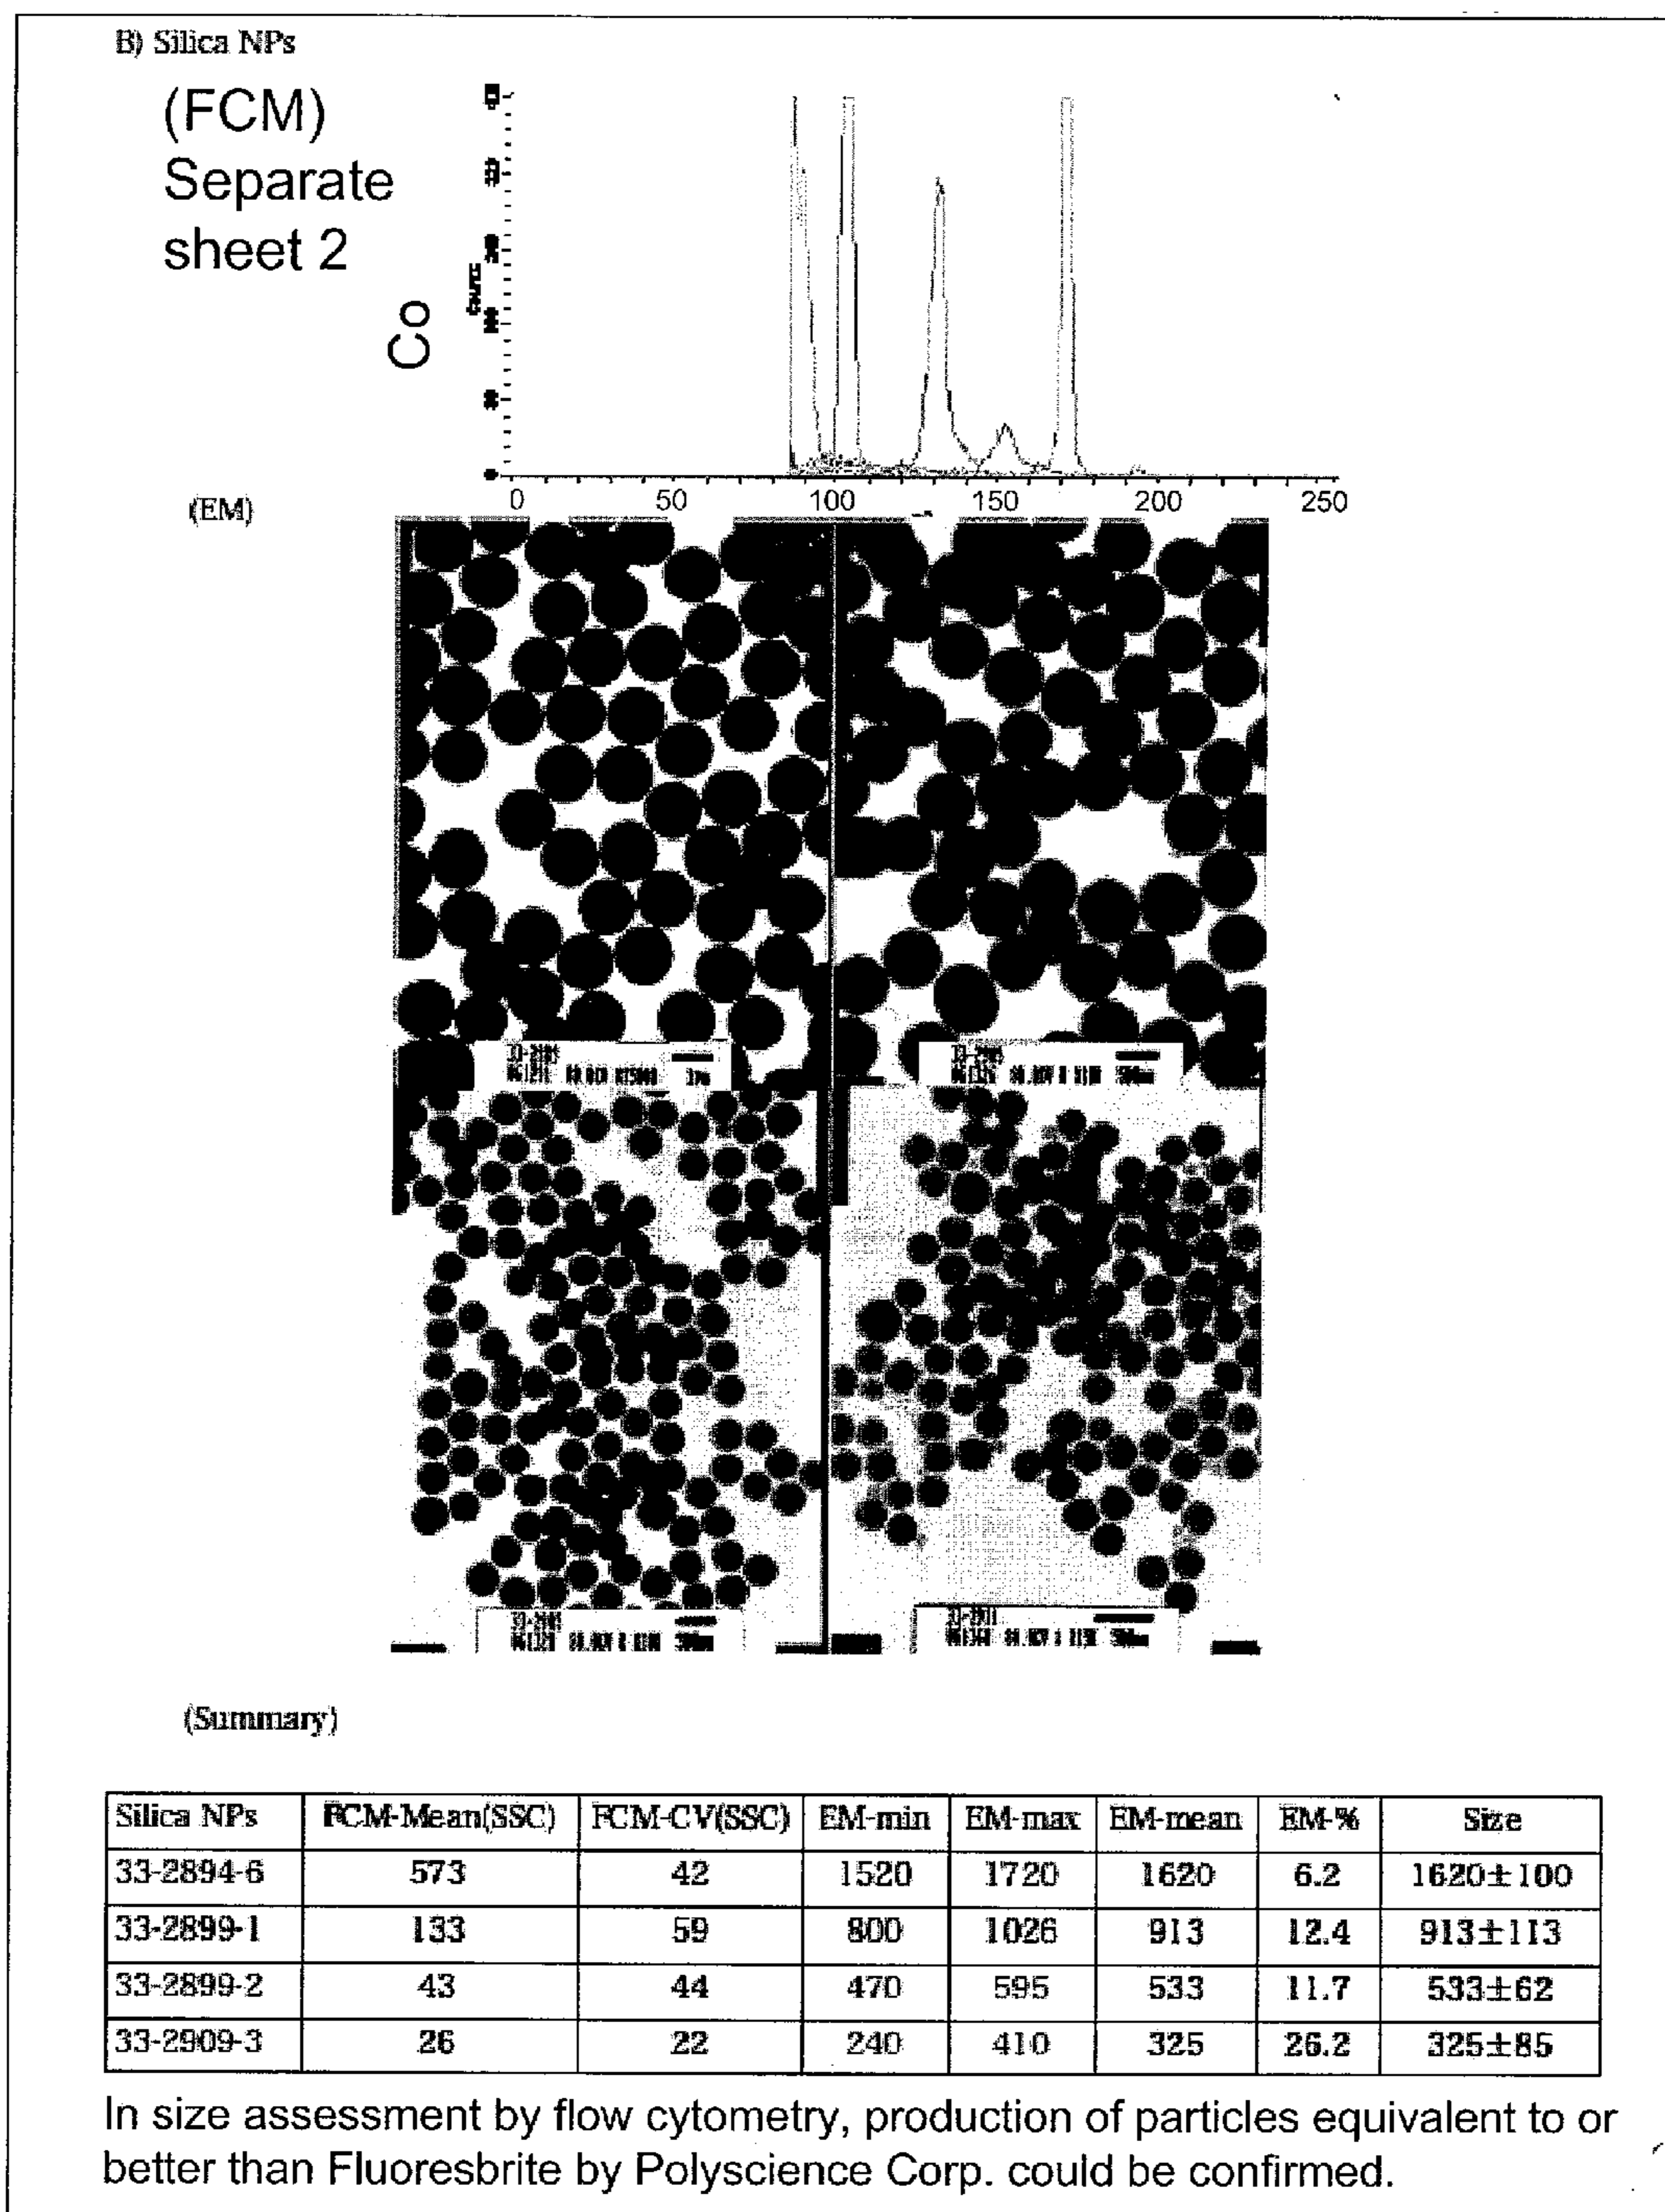 B) Silica NPs
(FCM)
Separate
sheet 2
Co
Counts
0 50 100 150 200 250
(EM)
(Summary)
Silica NPs FCM-Mean(SSC) FCM-CV(SSC) EM-min EM-max EM-mean EM-% Size
33-2894-6 573 42 1520 1720 1620 6.2 1620±100
33-2899-1 133 59 800 1026 913 12.4 913±113
33-2899-2 43 44 470 595 533 11.7 533±62
33-2909-3 26 22 240 410 325 26.2 325±85
In size assessment by flow cytometry, production of particles equivalent to or
better than Fluoresbrite by Polyscience Corp. could be confirmed.